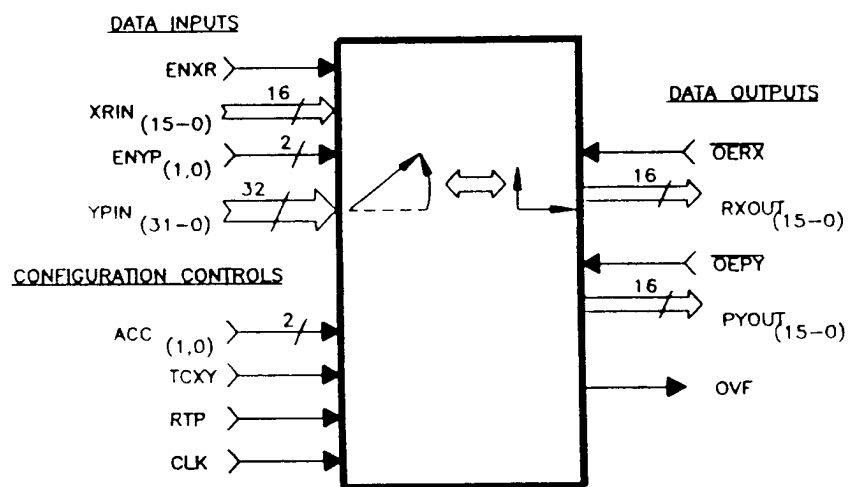 DATA INPUTS
ENXR
16
XRIN (15-0)
2
ENYP (1,0)
32
YPIN (31-0)
CONFIGURATION CONTROLS
2
ACC (1,0)
TCXY
RTP
CLK
DATA OUTPUTS
OERX
16
RXOUT (15-0)
OEPY
16
PYOUT (15-0)
OVF